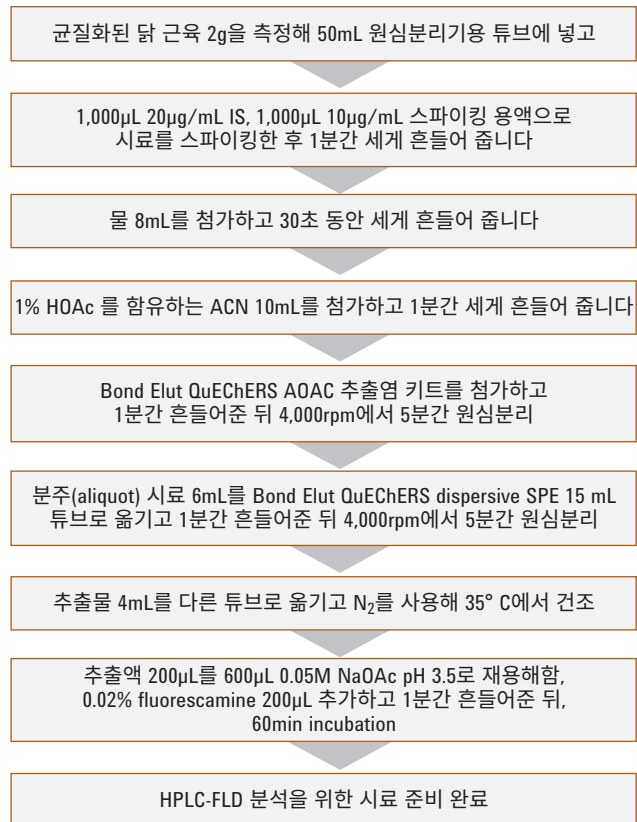 균질화된 닭 근육 2g을 측정해 50mL 원심분리기용 튜브에 넣고
1,000µL 20µg/mL IS, 1,000µL 10µg/mL 스파이킹 용액으로
시료를 스파이킹한 후 1분간 세게 흔들어 줍니다
물 8mL를 첨가하고 30초 동안 세게 흔들어 줍니다
1% HOAc 를 함유하는 ACN 10mL를 첨가하고 1분간 세게 흔들어 줍니다
Bond Elut QuEChERS AOAC 추출염 키트를 첨가하고
1분간 흔들어준 뒤 4,000rpm에서 5분간 원심분리
분주(aliquot) 시료 6mL를 Bond Elut QuEChERS dispersive SPE 15 mL
튜브로 옮기고 1분간 흔들어준 뒤 4,000rpm에서 5분간 원심분리
추출물 4mL를 다른 튜브로 옮기고 N₂를 사용해 35° C에서 건조
추출액 200µL를 600µL 0.05M NaOAc pH 3.5로 재용해함,
0.02% fluorescamine 200µL 추가하고 1분간 흔들어준 뒤,
60min incubation
HPLC-FLD 분석을 위한 시료 준비 완료